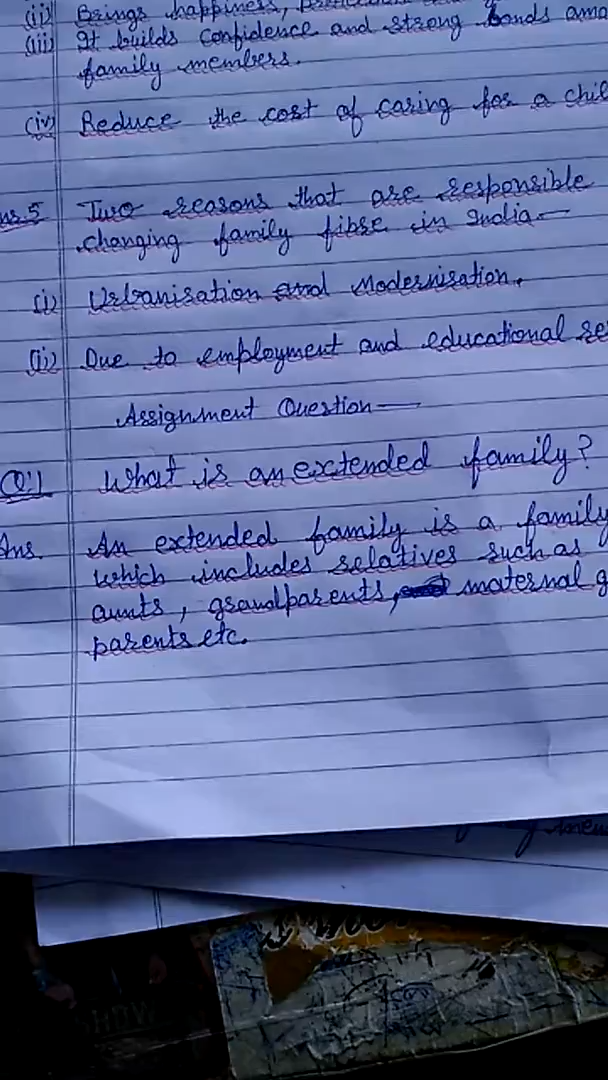 (ii) Brings happiness,
(iii) It builds confidence and strong bonds amo
family members.
(iv) Reduce the cost of caring for a chil
ns.5 Two reasons that are responsible
changing family fibse in India —
(i) Urbanisation and Modernisation.
(ii) Due to employment and educational se
Assignment Question —
Q.1 What is an extended family?
Ans. An extended family is a family
which includes relatives such as
aunts, grandparents, maternal g
parents etc.